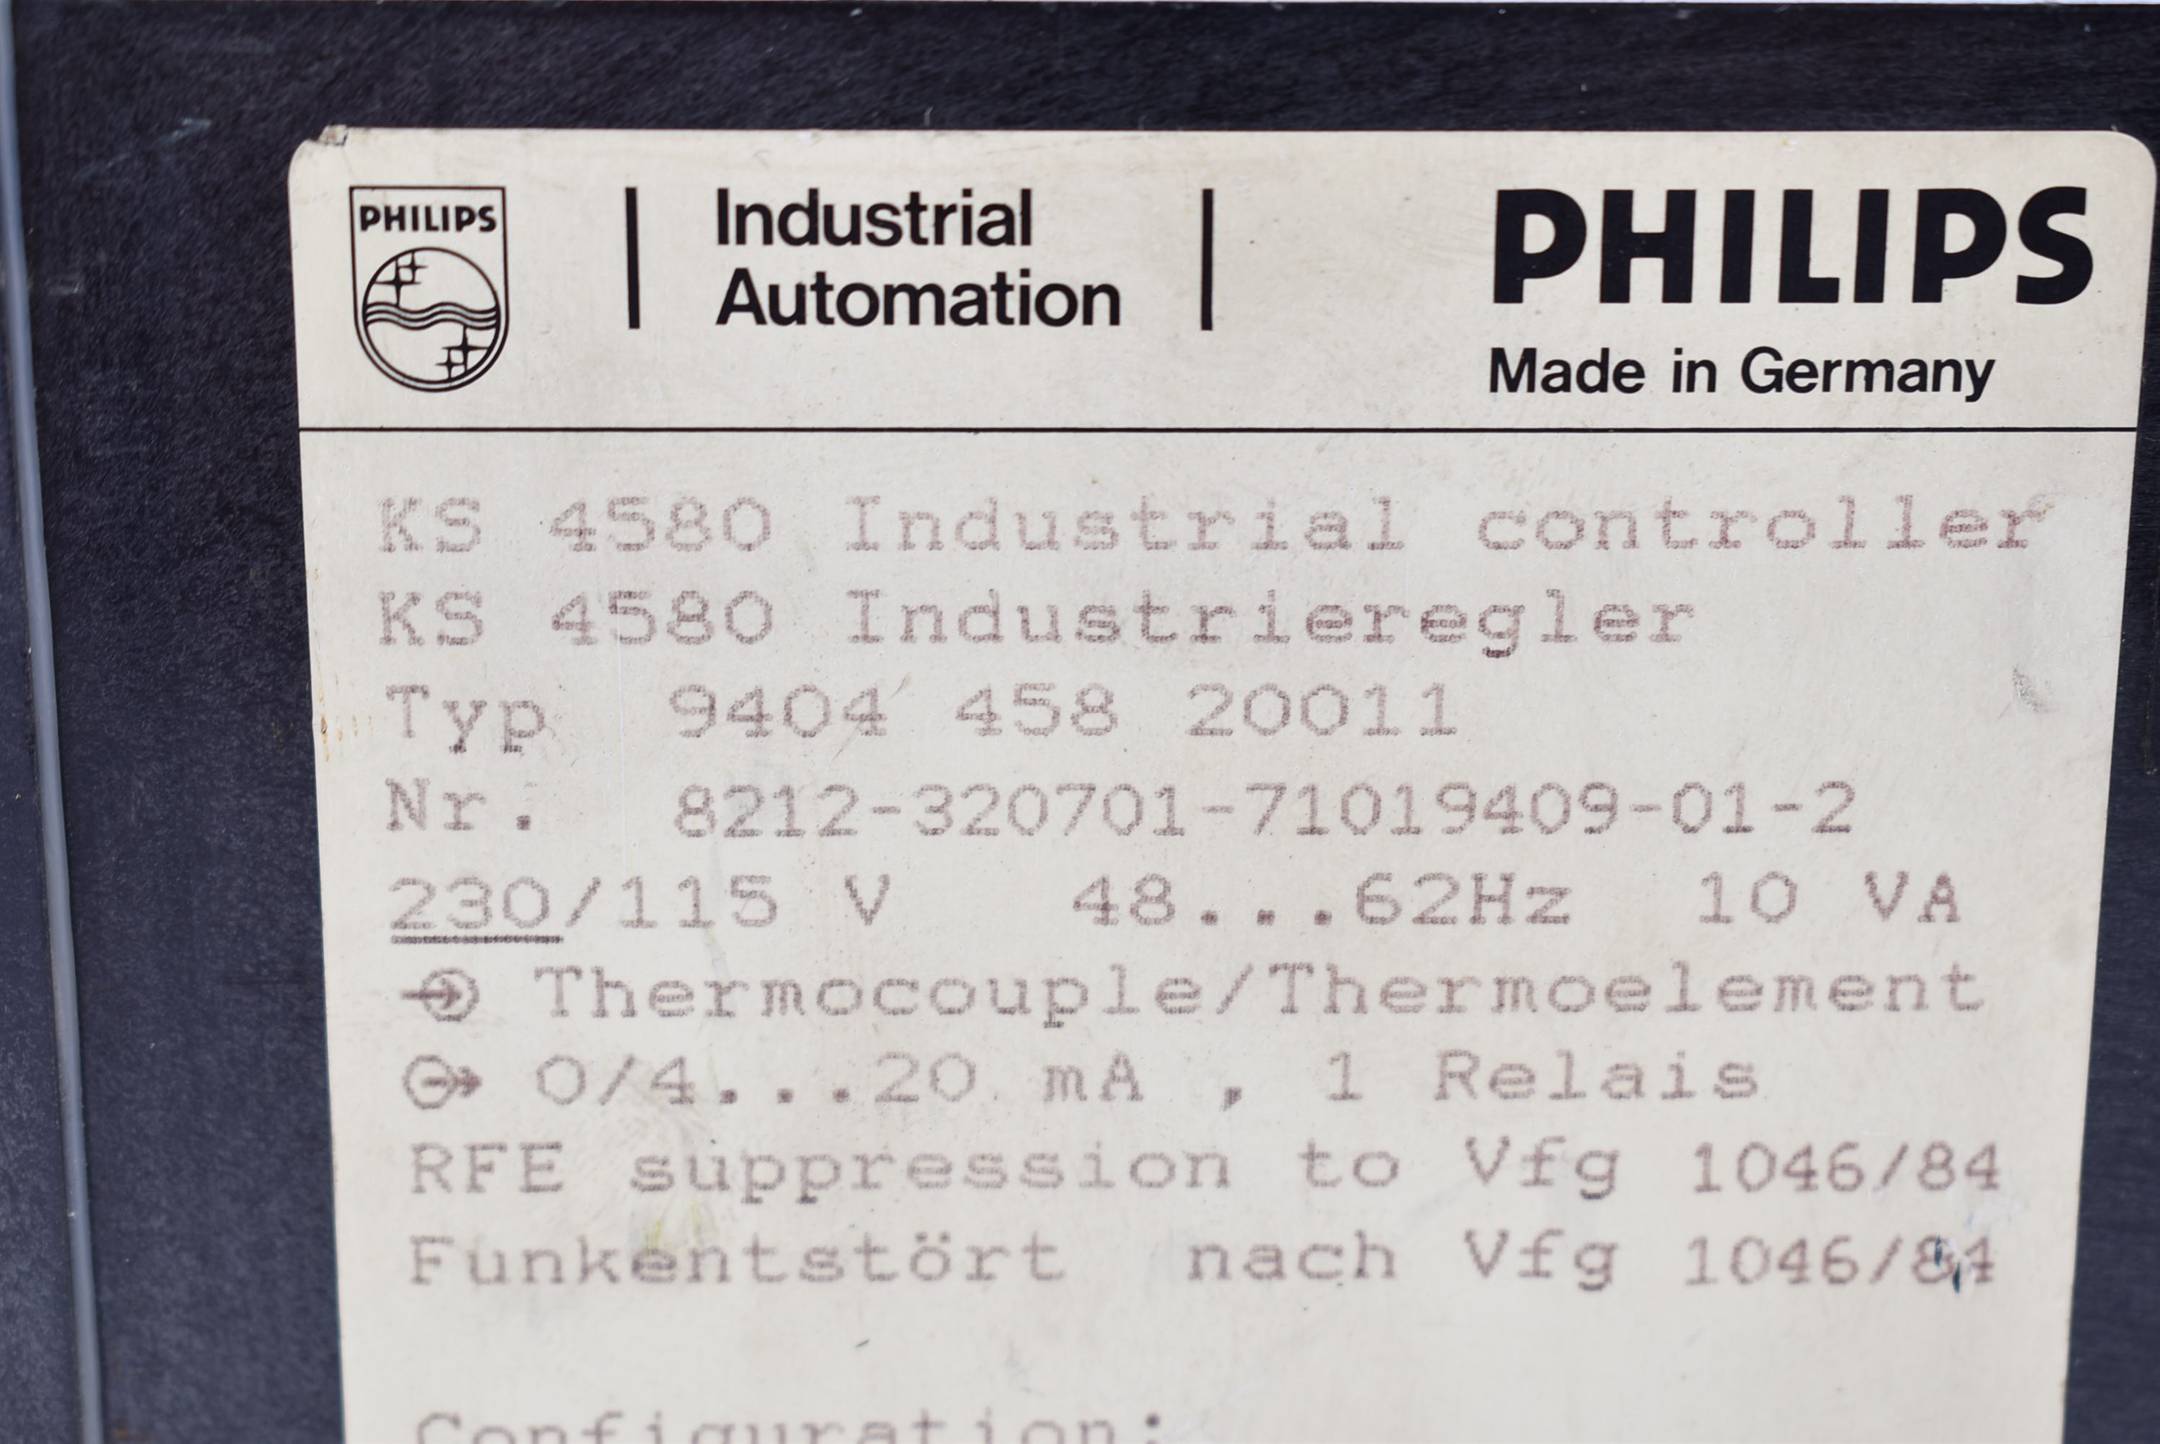 PHILIPS
Industrial
Automation
PHILIPS
Made in Germany
KS 4580 Industrial controller
KS 4580 Industrieregler
Typ 9404 458 20011
Nr. 8212-320701-71019409-01-2
230/115 V 48...62Hz 10 VA
Thermocouple/Thermoelement
0/4...20 mA , 1 Relais
RFE suppression to Vfg 1046/84
Funkentstört nach Vfg 1046/84
Configuration: